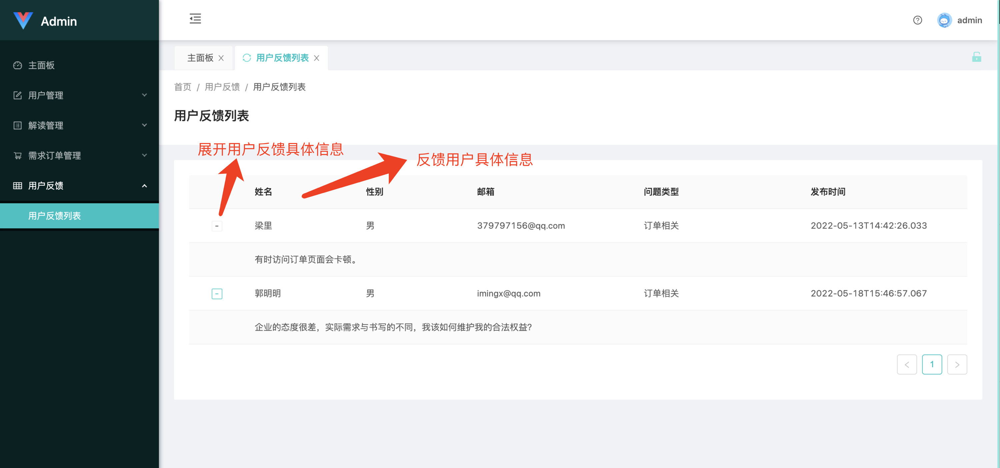 Admin
admin
主面板
用户管理
解读管理
需求订单管理
用户反馈
用户反馈列表
主面板
用户反馈列表
首页 / 用户反馈 / 用户反馈列表
用户反馈列表
展开用户反馈具体信息
反馈用户具体信息
姓名 性别 邮箱 问题类型 发布时间
梁里 男 379797156@qq.com 订单相关 2022-05-13T14:42:26.033
有时访问订单页面会卡顿。
郭明明 男 imingx@qq.com 订单相关 2022-05-18T15:46:57.067
企业的态度很差，实际需求与书写的不同，我该如何维护我的合法权益?
1